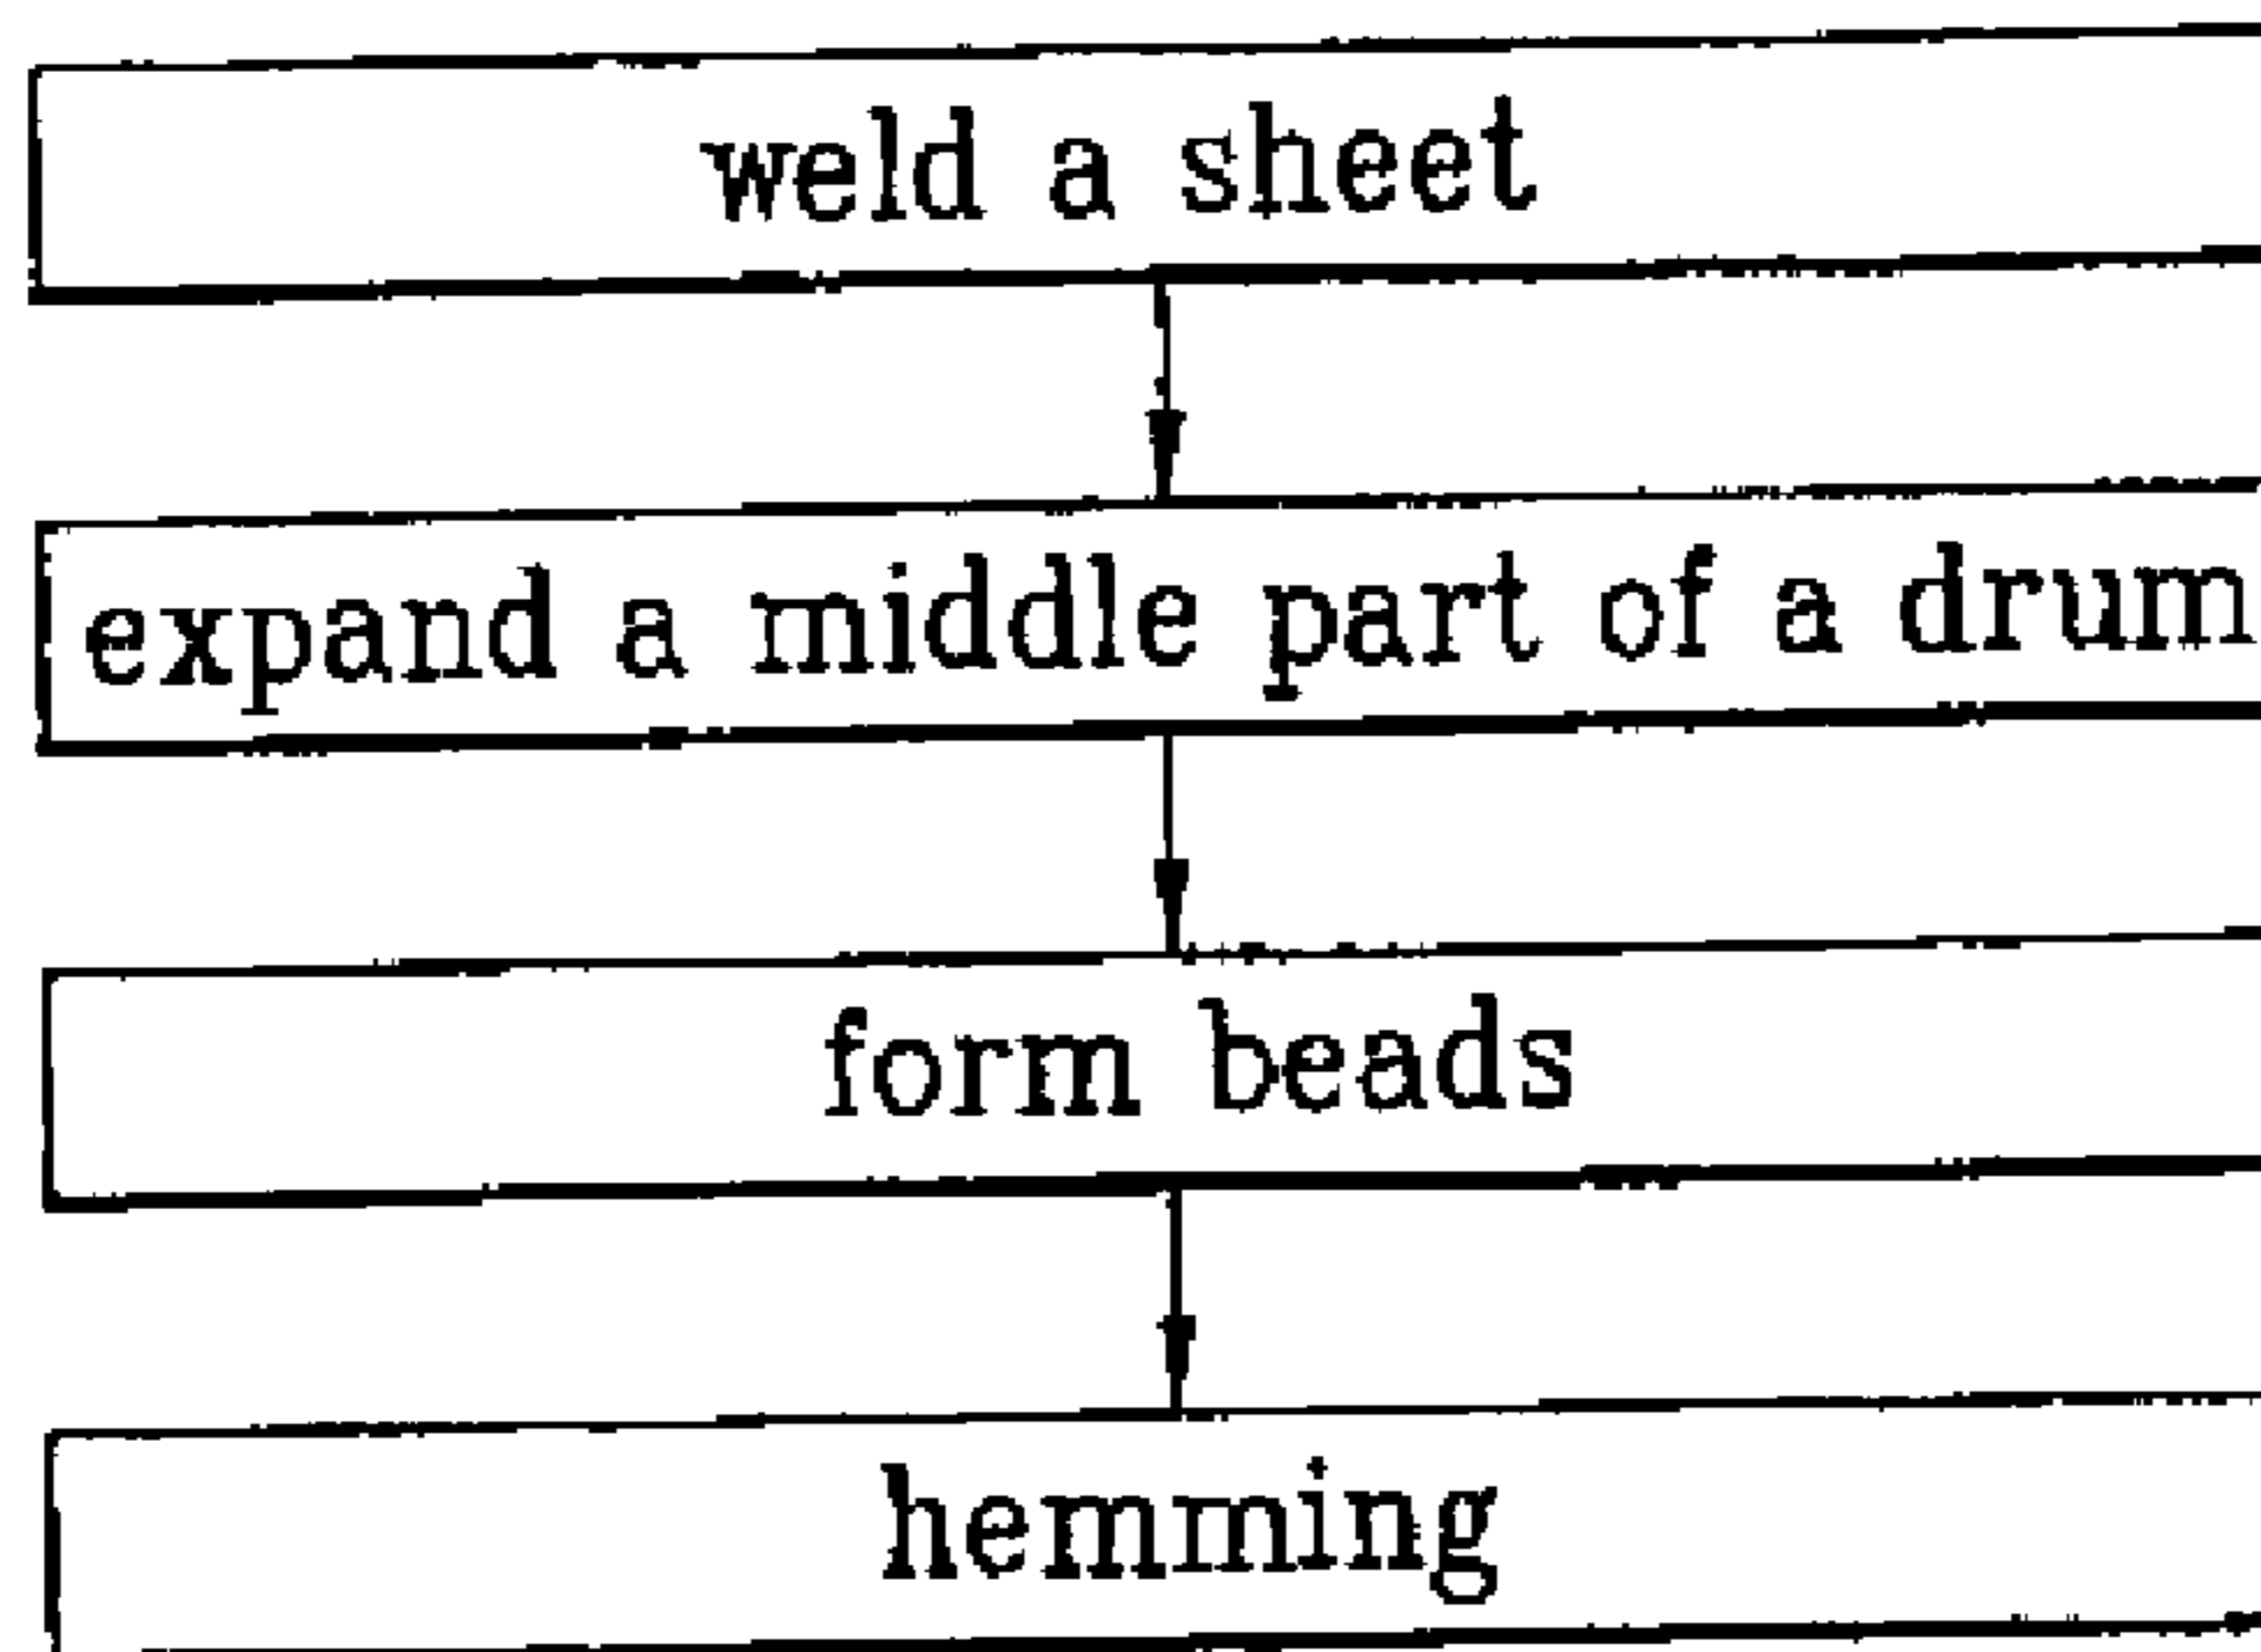 weld a sheet
expand a middle part of a drum
form beads
hemming